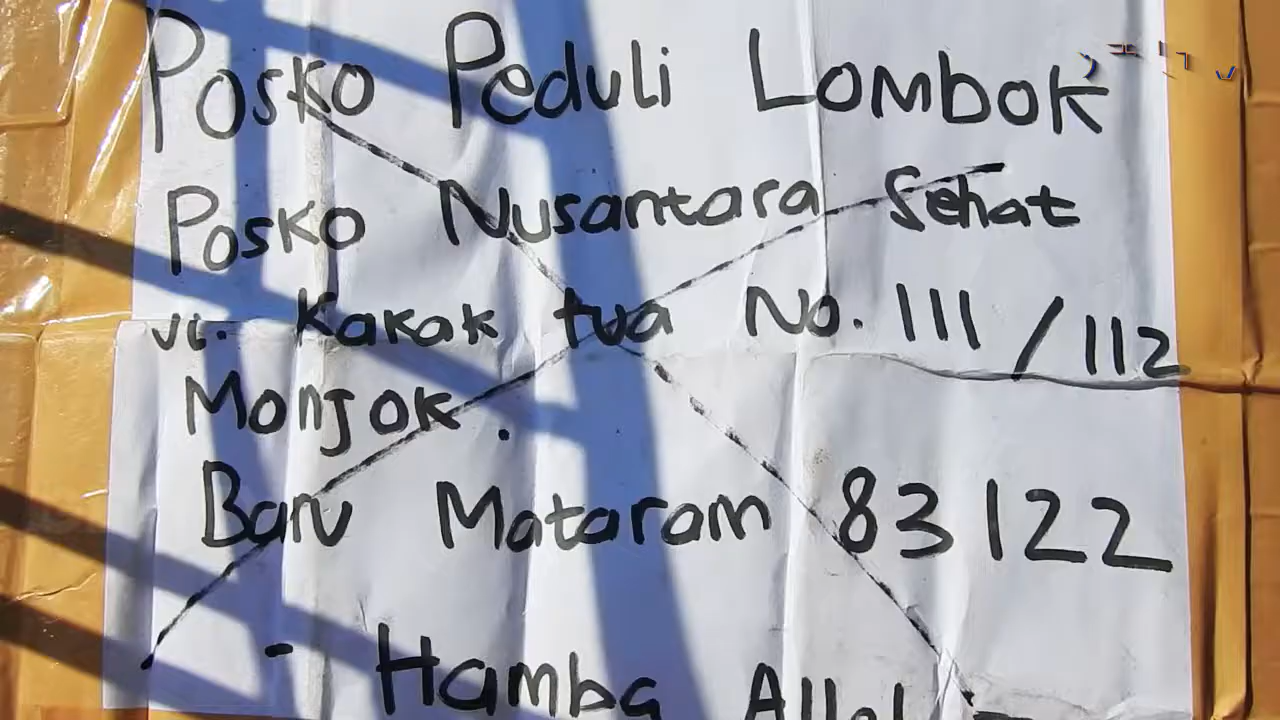 Posko Peduli Lombok
Posko Nusantara Sehat
Jl. Kakak tua No. 111 / 112
Monjok.
Baru Mataram 83122
- Hamba